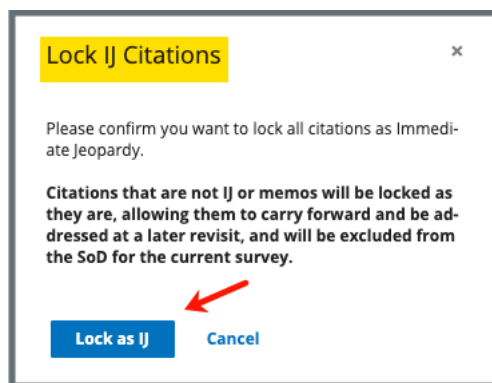 Lock IJ Citations
×
Please confirm you want to lock all citations as Immedi-
ate Jeopardy.
Citations that are not IJ or memos will be locked as
they are, allowing them to carry forward and be ad-
dressed at a later revisit, and will be excluded from
the SoD for the current survey.
Lock as IJ Cancel